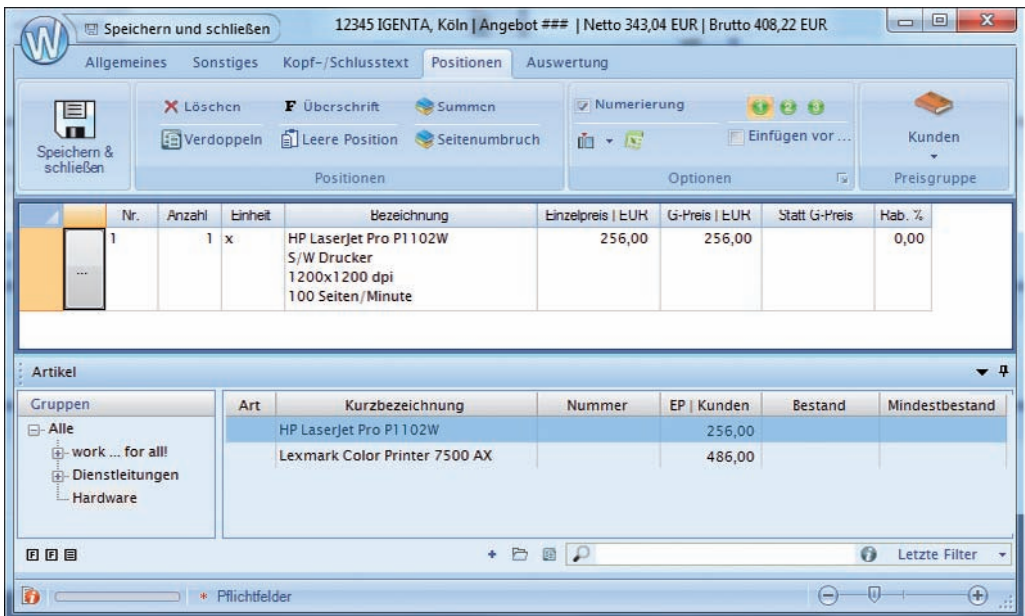 W
Speichern und schließen
12345 IGENTA, Köln | Angebot ### | Netto 343,04 EUR | Brutto 408,22 EUR
Allgemeines Sonstiges Kopf-/Schlusstext Positionen Auswertung
Speichern & schließen
Löschen F Überschrift Summen
Verdoppeln Leere Position Seitenumbruch
Positionen
Numerierung 1 2 3
Einfügen vor ...
Optionen
Kunden
Preisgruppe
Nr. Anzahl Einheit Bezeichnung Einzelpreis | EUR G-Preis | EUR Statt G-Preis Rab. %
... 1 1 x HP LaserJet Pro P1102W 256,00 256,00 0,00
S/W Drucker
1200x1200 dpi
100 Seiten/Minute
Artikel
Gruppen
Alle
work ... for all!
Dienstleitungen
Hardware
Art Kurzbezeichnung Nummer EP | Kunden Bestand Mindestbestand
HP LaserJet Pro P1102W 256,00
Lexmark Color Printer 7500 AX 486,00
F F
Letzte Filter
* Pflichtfelder